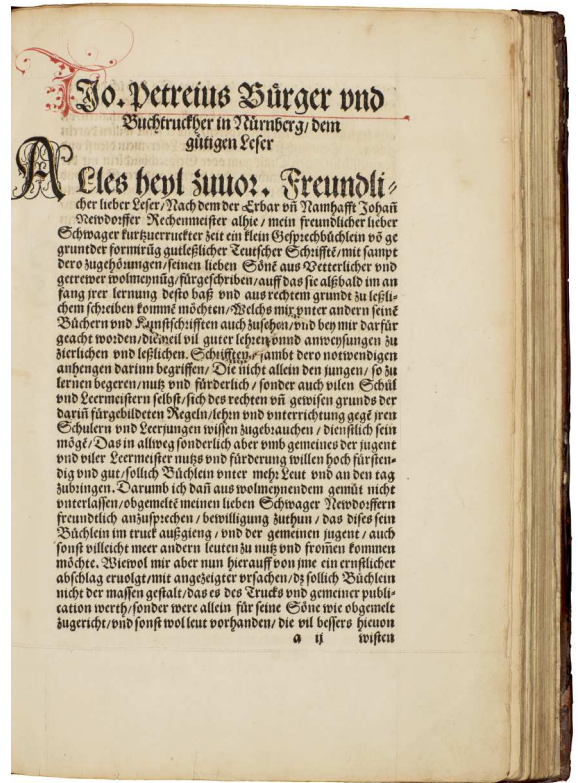 Jo. Petreius Bürger vnd
Buchtruckher in Nürnberg/ dem
gütigen Leser
ALles heyl zuuor. Freundli⸗
cher lieber Leser/ Nach dem der Erbar vñ Namhafft Johañ
Newdorffer Rechenmeister alhie / mein freundlicher lieber
Schwager kurtzuerruckter zeit ein klein Gesprechbüchlein võ ge
gruntder formirũg gutleßlicher Teutscher Schrifftẽ/ mit sampt
dero zugehörungen/ seinen lieben Sönẽ aus Vetterlicher vnd
getrewer wolmeynũg/ fürgeschriben/ auff das sie alßbald im an
fang jrer lernung desto baß vnd aus rechtem grundt zu leßli⸗
chem schreiben kommẽ möchten/ Welchs mir vnter andern seinẽ
Büchern vnd Kunstschrifften auch zusehen/ vnd bey mir darfür
geacht worden/ dieweil vil guter lehren vnnd anweysungen zu
zierlichen vnd leßlichen. Schrifften/ sambt dero notwendigen
anhengen darinn begriffen/ Die nicht allein den jungen/ so zu
lernen begeren/ nutz vnd fürderlich / sonder auch vilen Schůl
vnd Leermeistern selbst/ sich des rechten vñ gewisen grunds der
dariñ fürgebildeten Regeln/ lehrn vnd vnterrichtung gegẽ jren
Schulern vnd Leerjungen wissen zugebrauchen / dienstlich sein
mögẽ/ Das in allweg sonderlich aber vmb gemeines der jugent
vnd viler Leermeister nutzs vnd fürderung willen hoch fürsten⸗
dig vnd gut/ sollich Büchlein vnter mehr Leut vnd an den tag
zubringen. Darumb ich dañ aus wolmeynendem gemüt nicht
vnterlassen/ obgemeltẽ meinen lieben Schwager Newdorffern
freundtlich anzusprechen / bewilligung zuthun / das dises sein
Büchlein im truck außgieng / vnd der gemeinen jugent / auch
sonst villeicht meer andern leuten zu nutz vnd from̃en kommen
möchte. Wiewol mir aber nun hierauff von jme ein ernstlicher
abschlag eruolgt/ mit angezeigter vrsachen/ dz sollich Büchlein
nicht der massen gestalt/ das es des Trucks vnd gemeiner publi⸗
cation werth/ sonder were allein für seine Söne wie obgemelt
zugericht/ vnd sonst wol leut vorhanden/ die vil bessers hieuon
a ij wisten